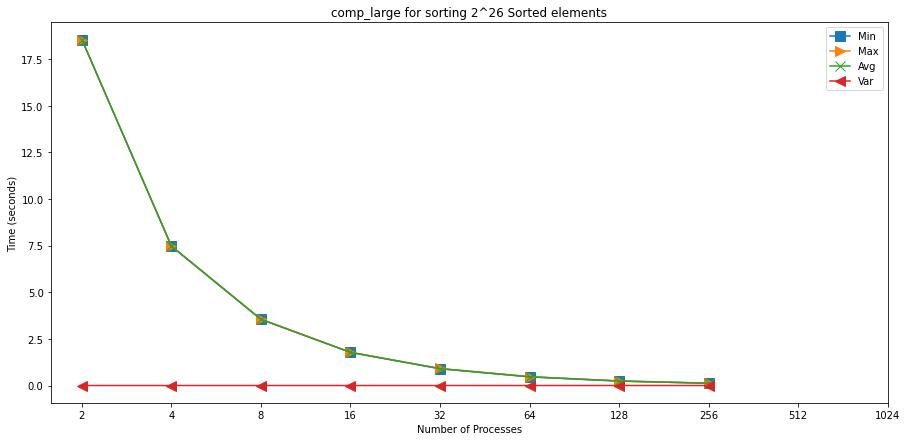 comp_large for sorting 2^26 Sorted elements
Min
Max
Avg
Var
Time (seconds)
17.5
15.0
12.5
10.0
7.5
5.0
2.5
0.0
2 4 8 16 32 64 128 256 512 1024
Number of Processes